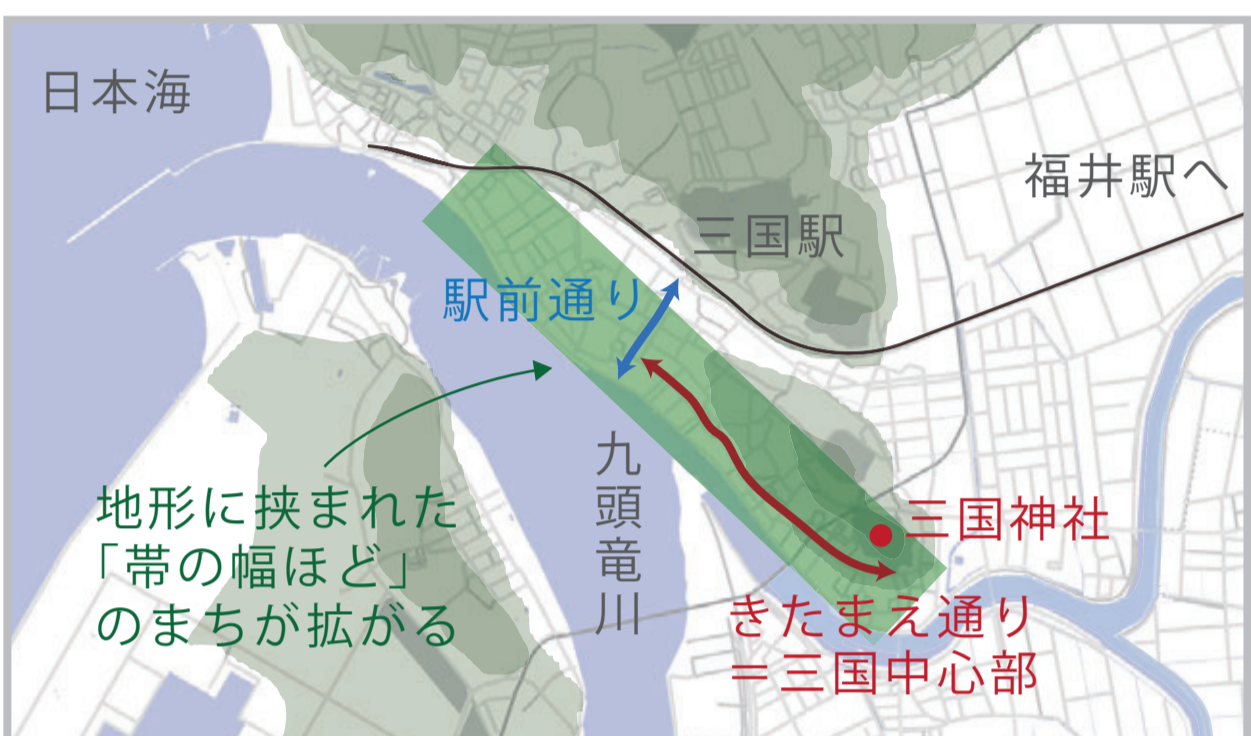 日本海
福井駅へ
三国駅
駅前通り
九頭竜川
地形に挟まれた
「帯の幅ほど」
のまちが拡がる
三国神社
きたまえ通り
＝三国中心部